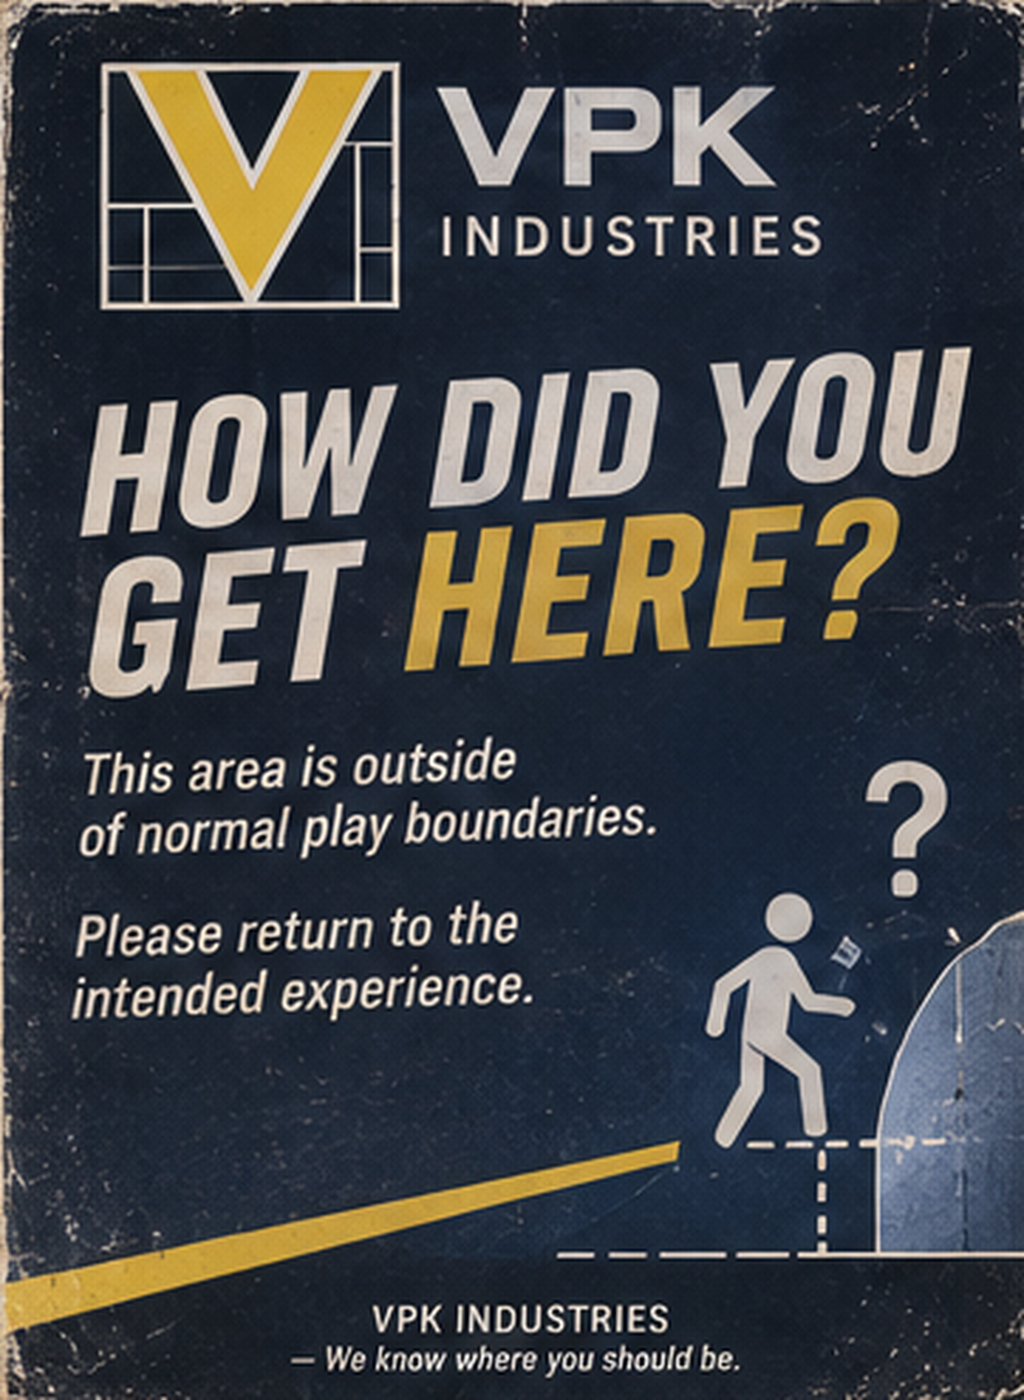 VPK
INDUSTRIES
HOW DID YOU
GET HERE?
This area is outside
of normal play boundaries.
Please return to the
intended experience.
?
VPK INDUSTRIES
— We know where you should be.